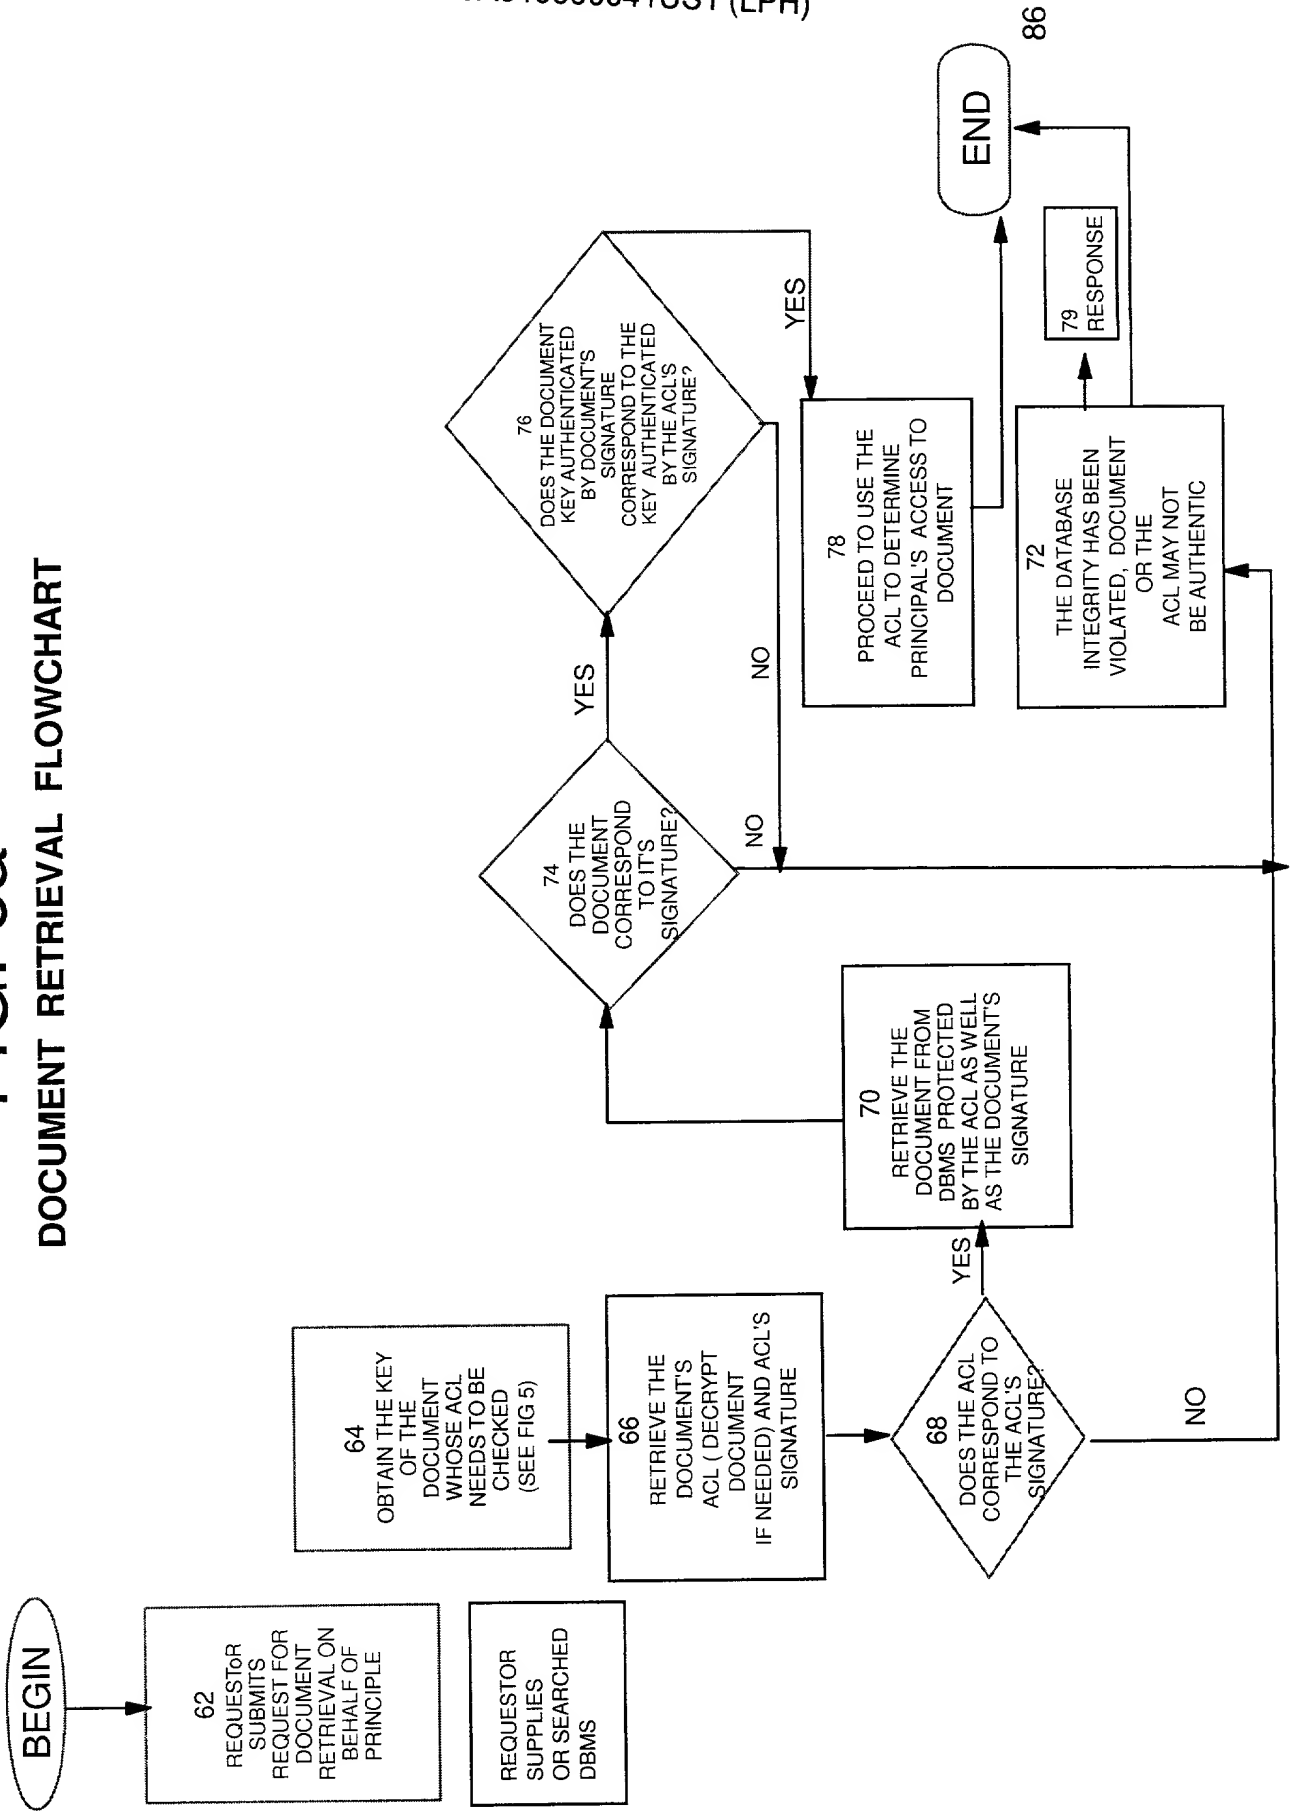 DOCUMENT RETRIEVAL FLOWCHART
BEGIN
62
REQUESToR
SUBMITS
REQUEST FOR
DOCUMENT
RETRIEVAL ON
BEHALF OF
PRINCIPLE
REQUESTOR
SUPPLIES
OR SEARCHED
DBMS
64
OBTAIN THE KEY
OF THE
DOCUMENT
WHOSE ACL
NEEDS TO BE
CHECKED
(SEE FIG 5)
66
RETRIEVE THE
DOCUMENT'S
ACL ( DECRYPT
DOCUMENT
IF NEEDED) AND ACL'S
SIGNATURE
68
DOES THE ACL
CORRESPOND TO
THE ACL'S
SIGNATURE?
YES
NO
70
RETRIEVE THE
DOCUMENT FROM
DBMS PROTECTED
BY THE ACL AS WELL
AS THE DOCUMENT'S
SIGNATURE
74
DOES THE
DOCUMENT
CORRESPOND
TO IT'S
SIGNATURE?
YES
NO
76
DOES THE DOCUMENT
KEY AUTHENTICATED
BY DOCUMENT'S
SIGNATURE
CORRESPOND TO THE
KEY AUTHENTICATED
BY THE ACL'S
SIGNATURE?
YES
NO
78
PROCEED TO USE THE
ACL TO DETERMINE
PRINCIPAL'S ACCESS TO
DOCUMENT
72
THE DATABASE
INTEGRITY HAS BEEN
VIOLATED, DOCUMENT
OR THE
ACL MAY NOT
BE AUTHENTIC
79
RESPONSE
END
86
(LPH)